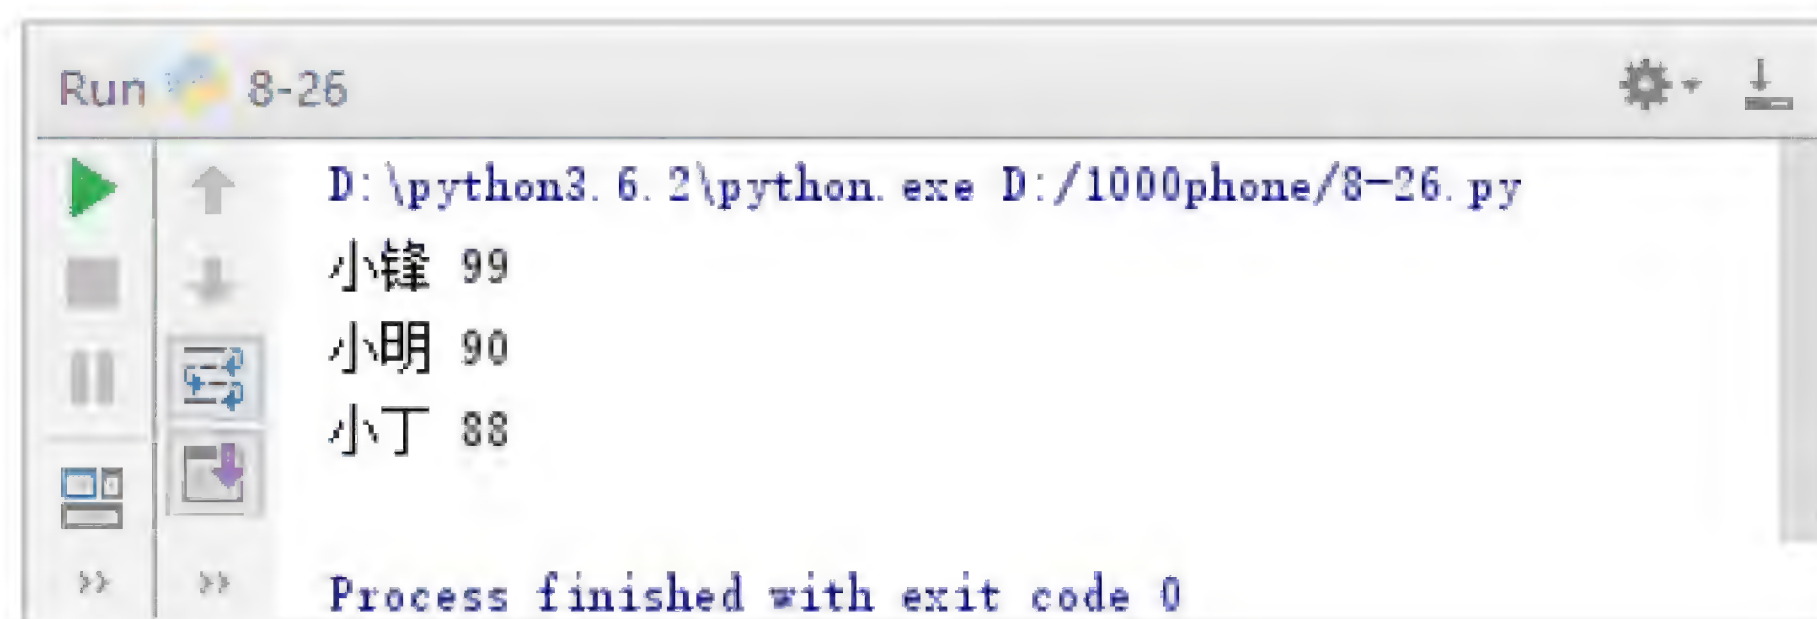 Run 8-26
D:\python3.6.2\python.exe D:/1000phone/8-26.py
小锋 99
小明 90
小丁 88
Process finished with exit code 0